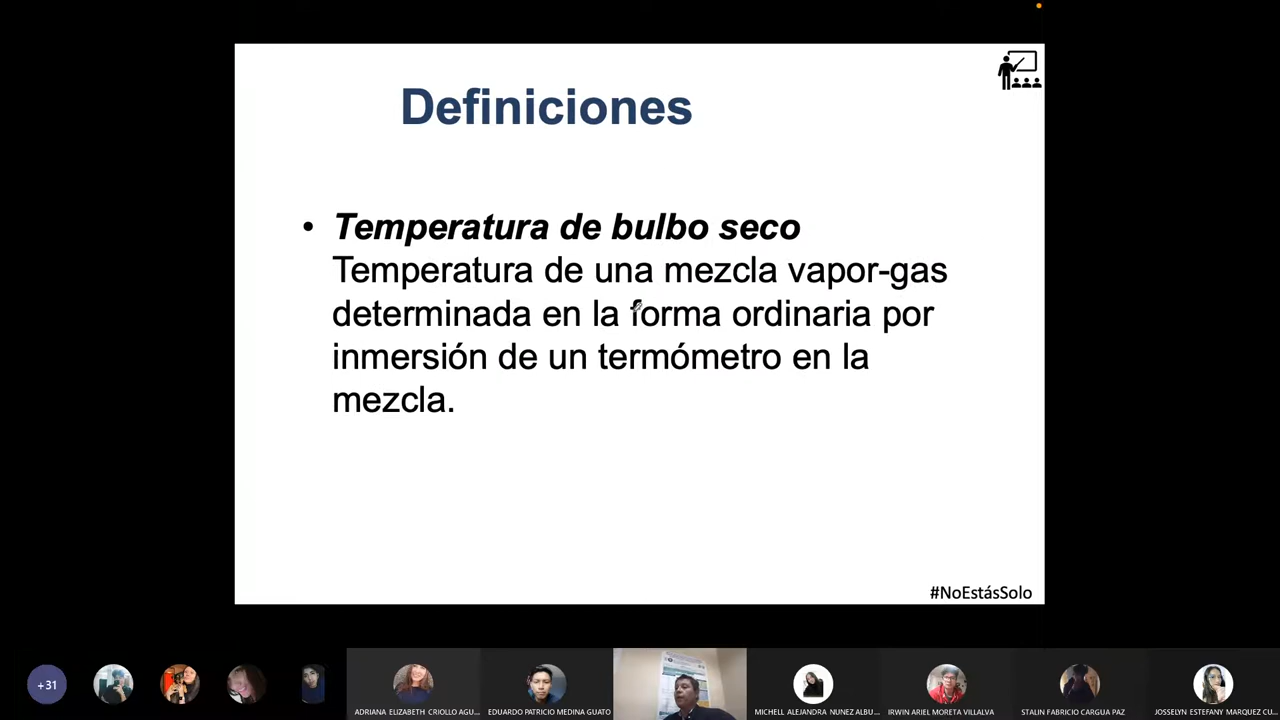 Definiciones
• Temperatura de bulbo seco
Temperatura de una mezcla vapor-gas
determinada en la forma ordinaria por
inmersión de un termómetro en la
mezcla.
#NoEstásSolo
+31
ADRIANA ELIZABETH CRIOLLO AGU...
EDUARDO PATRICIO MEDINA GUATO
MICHELL ALEJANDRA NUNEZ ALBU...
IRWIN ARIEL MORETA VILLALVA
STALIN FABRICIO CARGUA PAZ
JOSSELYN ESTEFANY MARQUEZ CU...